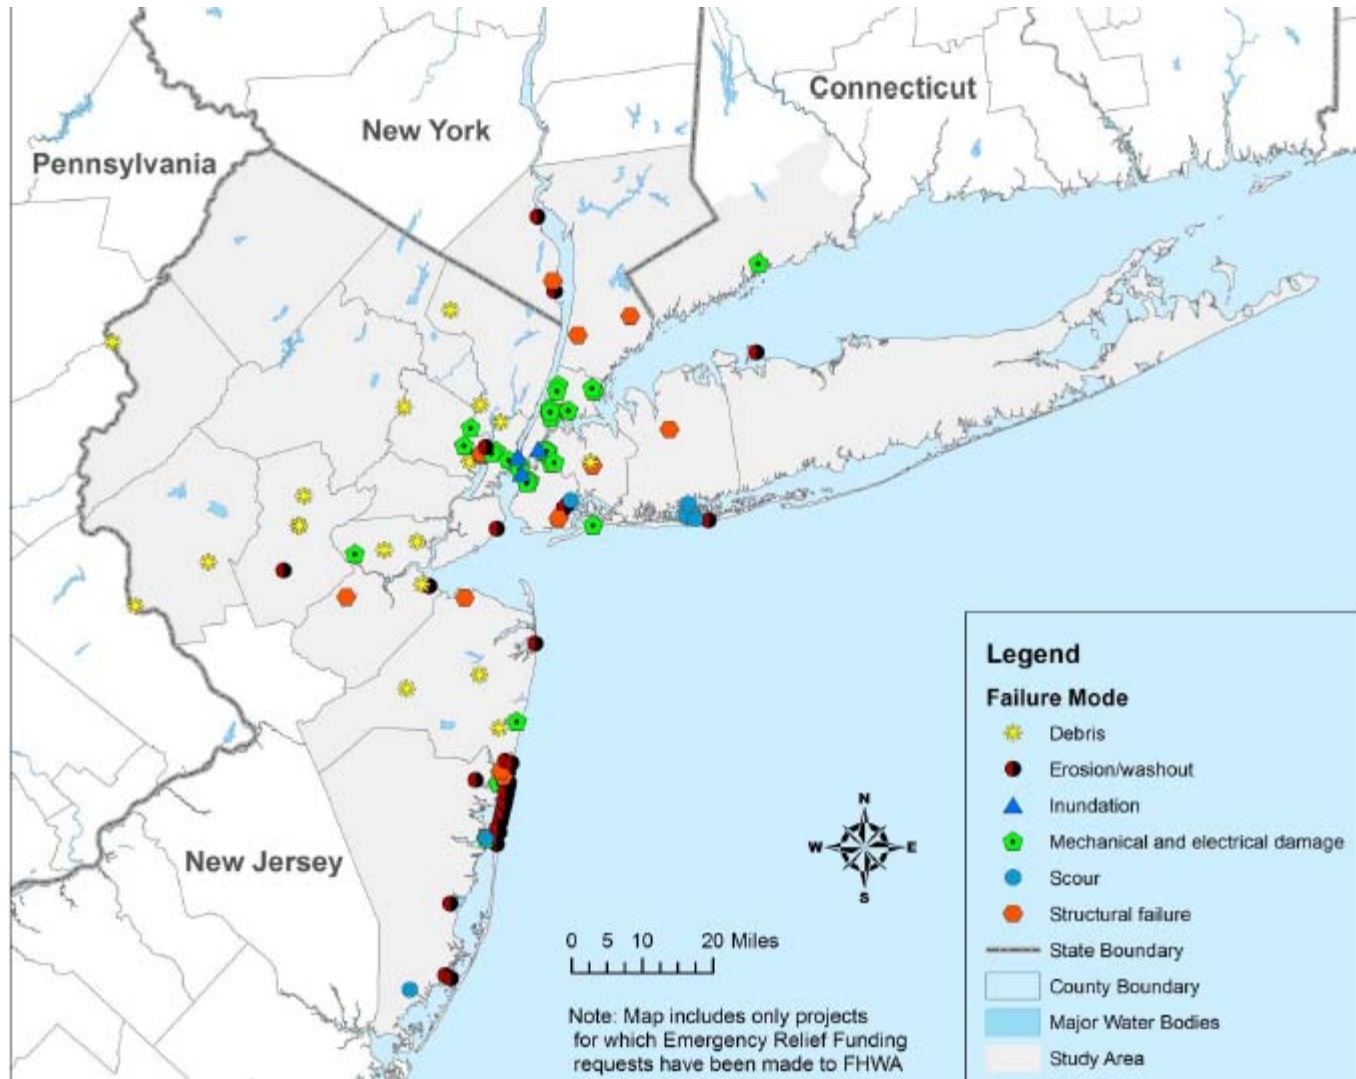 Connecticut
New York
Pennsylvania
New Jersey
N
W E
S
0 5 10 20 Miles
Note: Map includes only projects
for which Emergency Relief Funding
requests have been made to FHWA
Legend
Failure Mode
Debris
Erosion/washout
Inundation
Mechanical and electrical damage
Scour
Structural failure
State Boundary
County Boundary
Major Water Bodies
Study Area